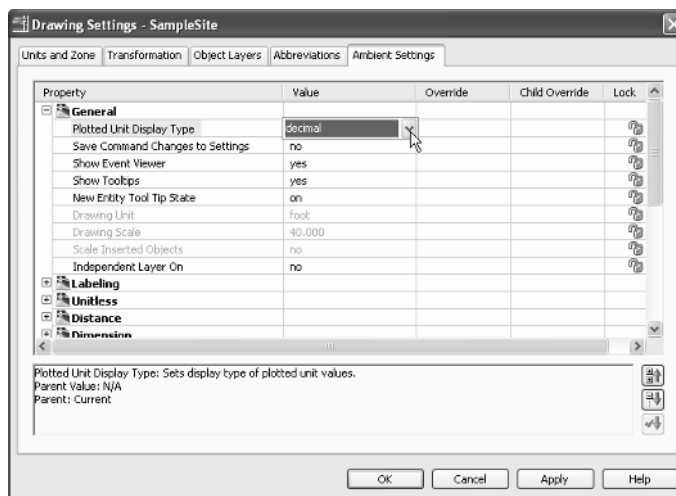 Drawing Settings - SampleSite
Units and Zone Transformation Object Layers Abbreviations Ambient Settings
Property Value Override Child Override Lock
General
Plotted Unit Display Type decimal
Save Command Changes to Settings no
Show Event Viewer yes
Show Tooltips yes
New Entity Tool Tip State on
Drawing Unit foot
Drawing Scale 40.000
Scale Inserted Objects no
Independent Layer On no
Labeling
Unitless
Distance
Dimension
Plotted Unit Display Type: Sets display type of plotted unit values.
Parent Value: N/A
Parent: Current
OK Cancel Apply Help